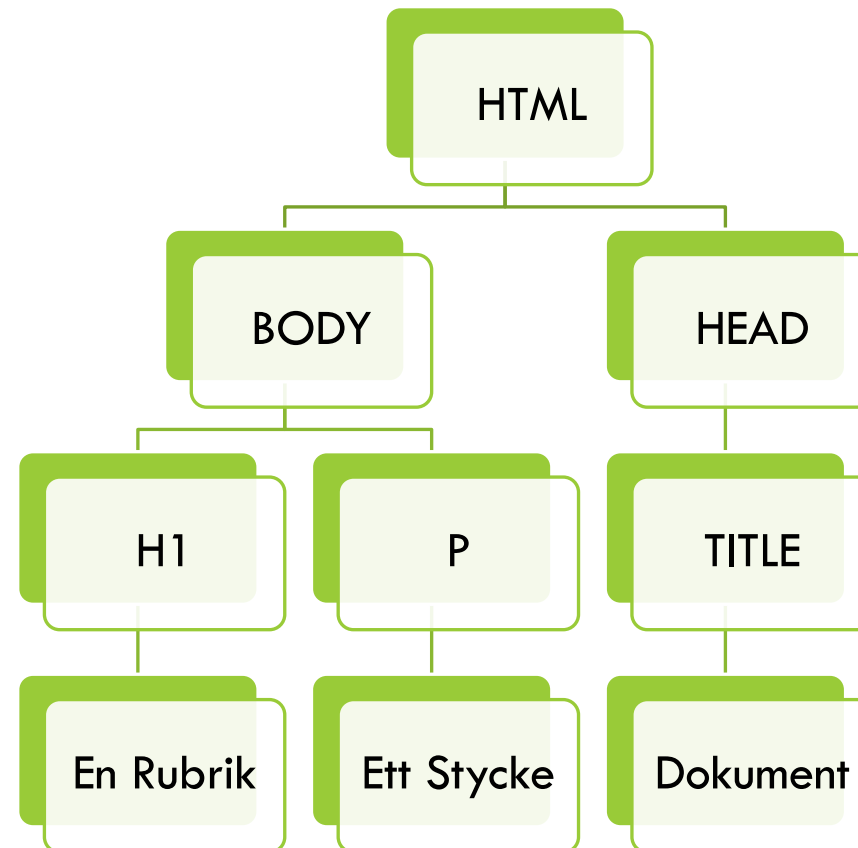 HTML
BODY
HEAD
H1
P
TITLE
En Rubrik
Ett Stycke
Dokument